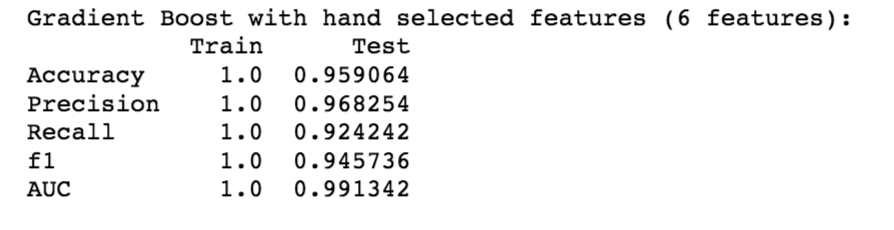 Gradient Boost with hand selected features (6 features):
Train Test
Accuracy 1.0 0.959064
Precision 1.0 0.968254
Recall 1.0 0.924242
f1 1.0 0.945736
AUC 1.0 0.991342